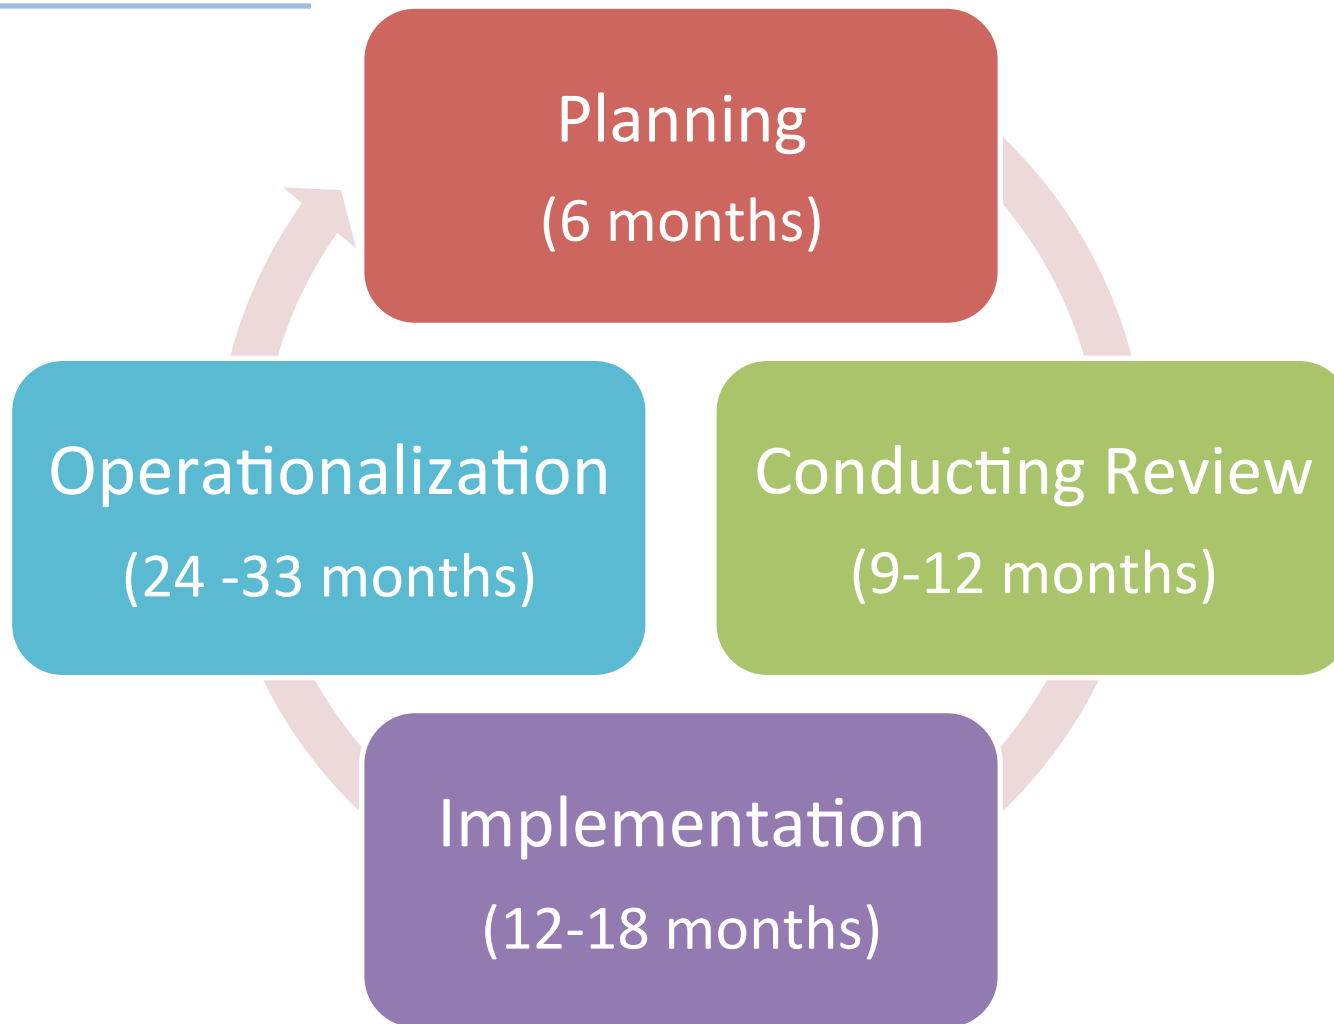 Planning
(6 months)
Conducting Review
(9-12 months)
Implementation
(12-18 months)
Operationalization
(24 -33 months)